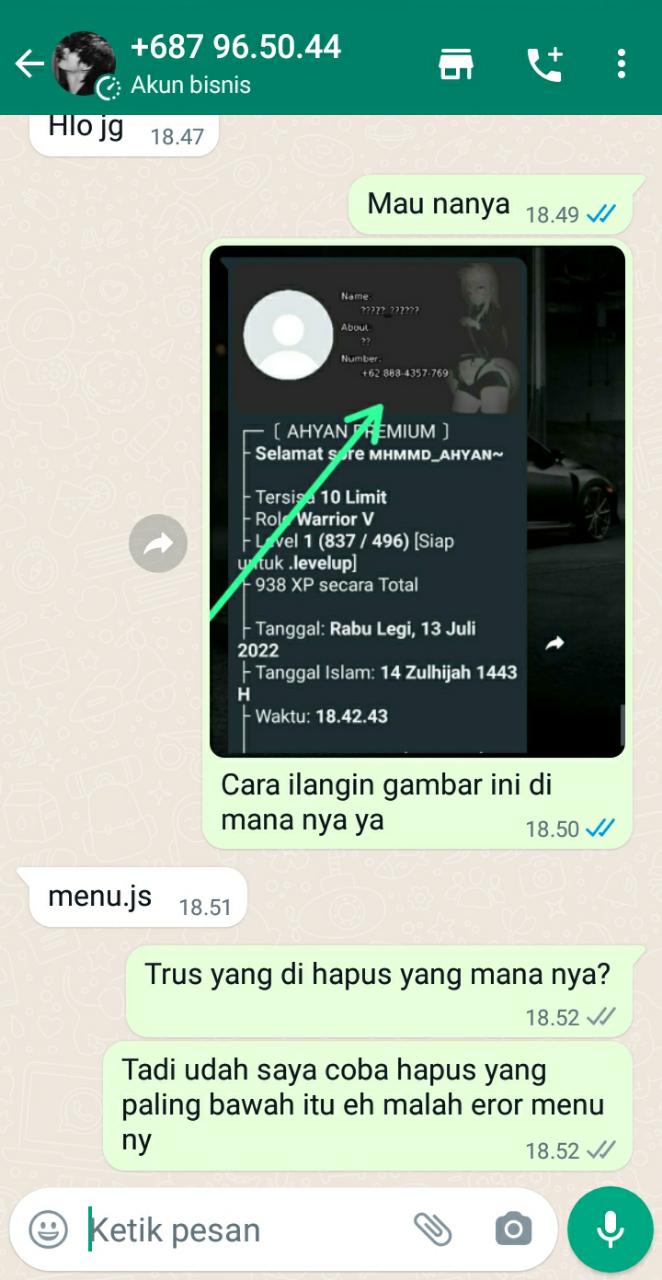 +687 96.50.44
Akun bisnis
Hlo jg 18.47
Mau nanya 18.49
Name:
????? ??????
About:
??
Number:
+62 888-4357-769
〔 AHYAN PREMIUM 〕
Selamat sore ᴍʜᴍᴍᴅ_ᴀʜʏᴀɴ~
Tersisa 10 Limit
Role Warrior V
Level 1 (837 / 496) [Siap
untuk .levelup]
938 XP secara Total
Tanggal: Rabu Legi, 13 Juli
2022
Tanggal Islam: 14 Zulhijah 1443
H
Waktu: 18.42.43
Cara ilangin gambar ini di
mana nya ya 18.50
menu.js 18.51
Trus yang di hapus yang mana nya?
18.52
Tadi udah saya coba hapus yang
paling bawah itu eh malah eror menu
ny 18.52
Ketik pesan